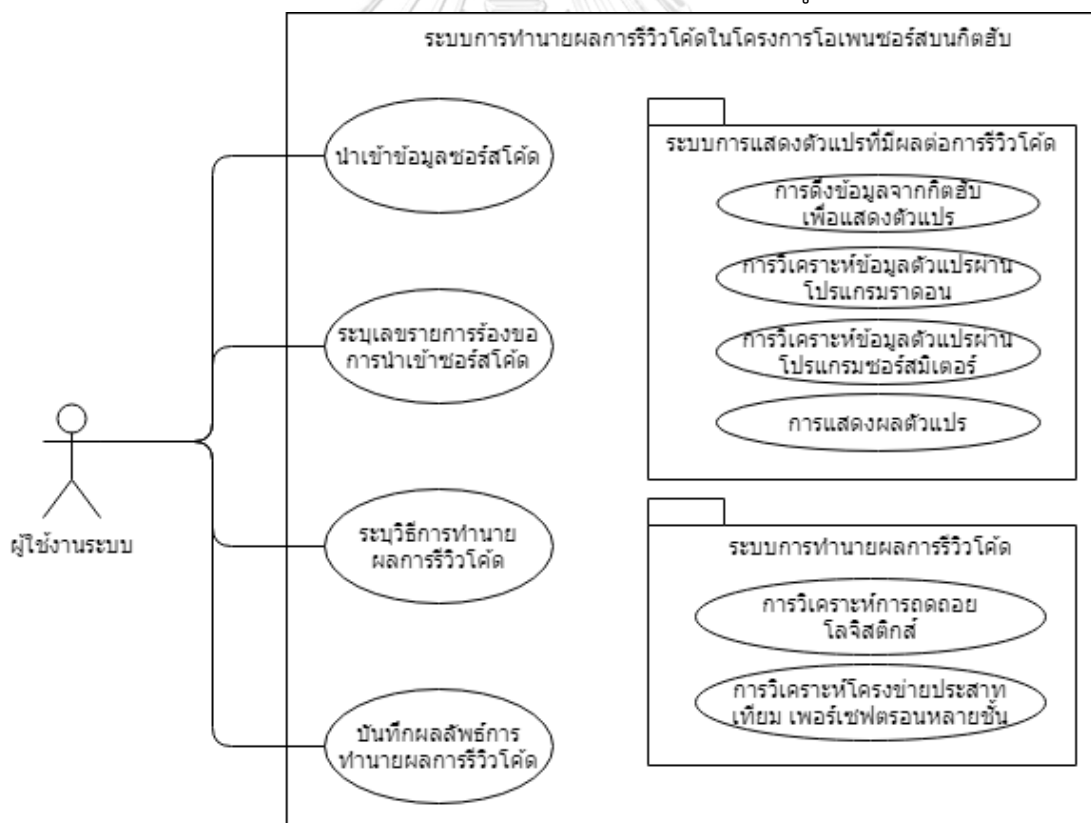 ระบบการทำนายผลการรีวิวโค้ดในโครงการโอเพนซอร์สบนกิตฮับ
นำเข้าข้อมูลซอร์สโค้ด
ระบุเลขรายการร้องขอ
การนำเข้าซอร์สโค้ด
ผู้ใช้งานระบบ
ระบุวิธีการทำนาย
ผลการรีวิวโค้ด
บันทึกผลลัพธ์การ
ทำนายผลการรีวิวโค้ด
ระบบการแสดงตัวแปรที่มีผลต่อการรีวิวโค้ด
การดึงข้อมูลจากกิตฮับ
เพื่อแสดงตัวแปร
การวิเคราะห์ข้อมูลตัวแปรผ่าน
โปรแกรมราดอน
การวิเคราะห์ข้อมูลตัวแปรผ่าน
โปรแกรมซอร์สมิเตอร์
การแสดงผลตัวแปร
ระบบการทำนายผลการรีวิวโค้ด
การวิเคราะห์การถดถอย
โลจิสติกส์
การวิเคราะห์โครงข่ายประสาท
เทียม เพอร์เซฟตรอนหลายชั้น